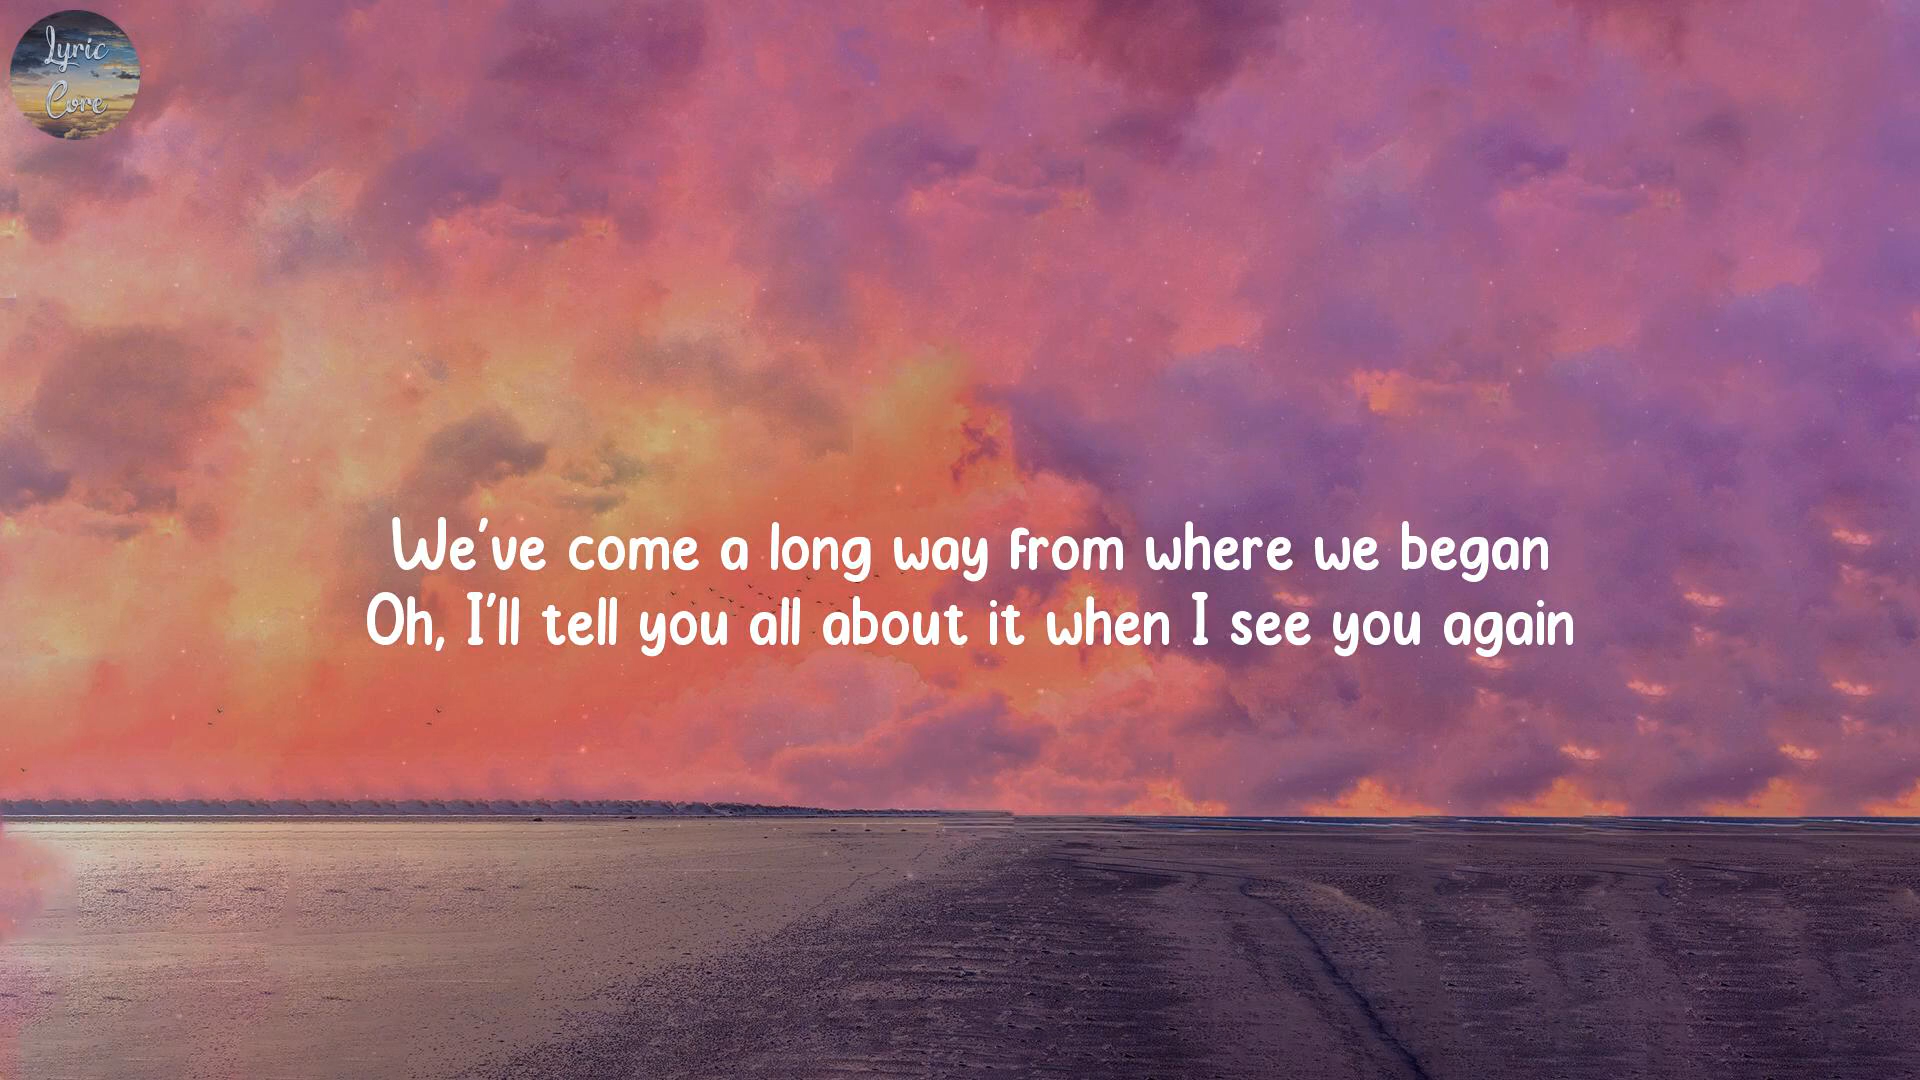 Lyric
Core
We've come a long way from where we began
Oh, I'll tell you all about it when I see you again